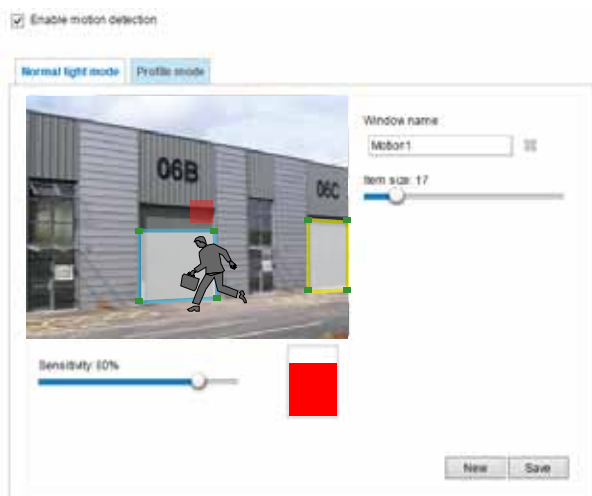 Enable motion detection
Normal light mode
Profile mode
06B
06C
Window name
Motion1
Item size: 17
Sensitivity: 80%
New
Save